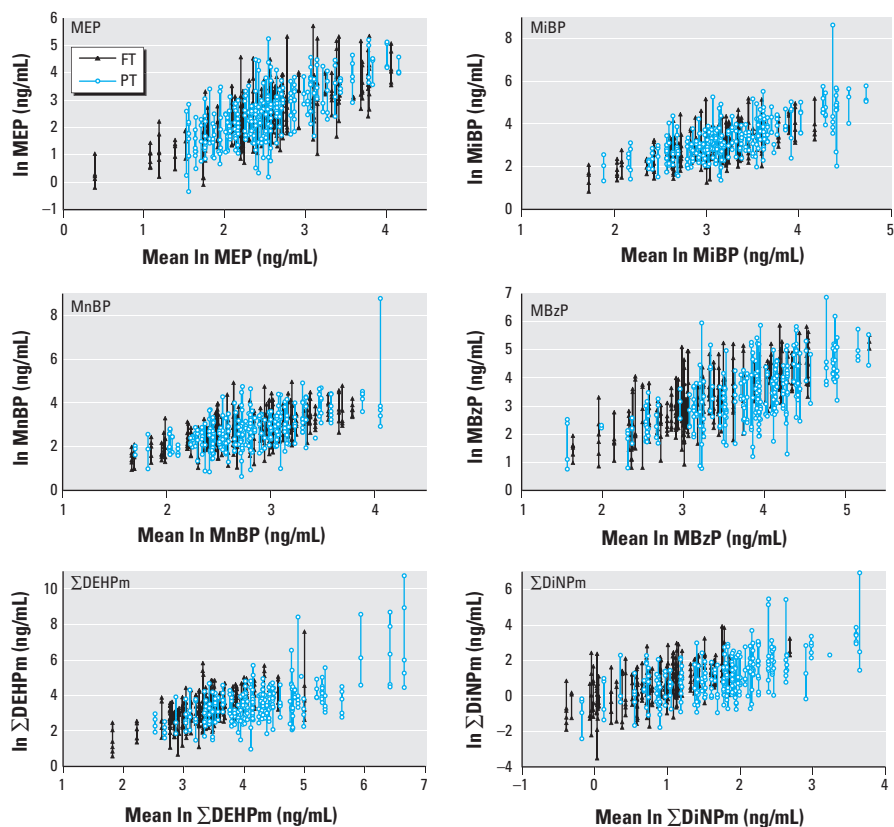 MEP
FT
PT
ln MEP (ng/mL)
6
5
4
3
2
1
0
–1
0 1 2 3 4
Mean ln MEP (ng/mL)
MiBP
ln MiBP (ng/mL)
8
6
4
2
0
1 2 3 4 5
Mean ln MiBP (ng/mL)
MnBP
ln MnBP (ng/mL)
8
6
4
2
0
1 2 3 4
Mean ln MnBP (ng/mL)
MBzP
ln MBzP (ng/mL)
7
6
5
4
3
2
1
0
1 2 3 4 5
Mean ln MBzP (ng/mL)
∑DEHPm
ln ∑DEHPm (ng/mL)
10
8
6
4
2
0
1 2 3 4 5 6 7
Mean ln ∑DEHPm (ng/mL)
∑DiNPm
ln ∑DiNPm (ng/mL)
6
4
2
0
–2
–4
–1 0 1 2 3 4
Mean ln ∑DiNPm (ng/mL)